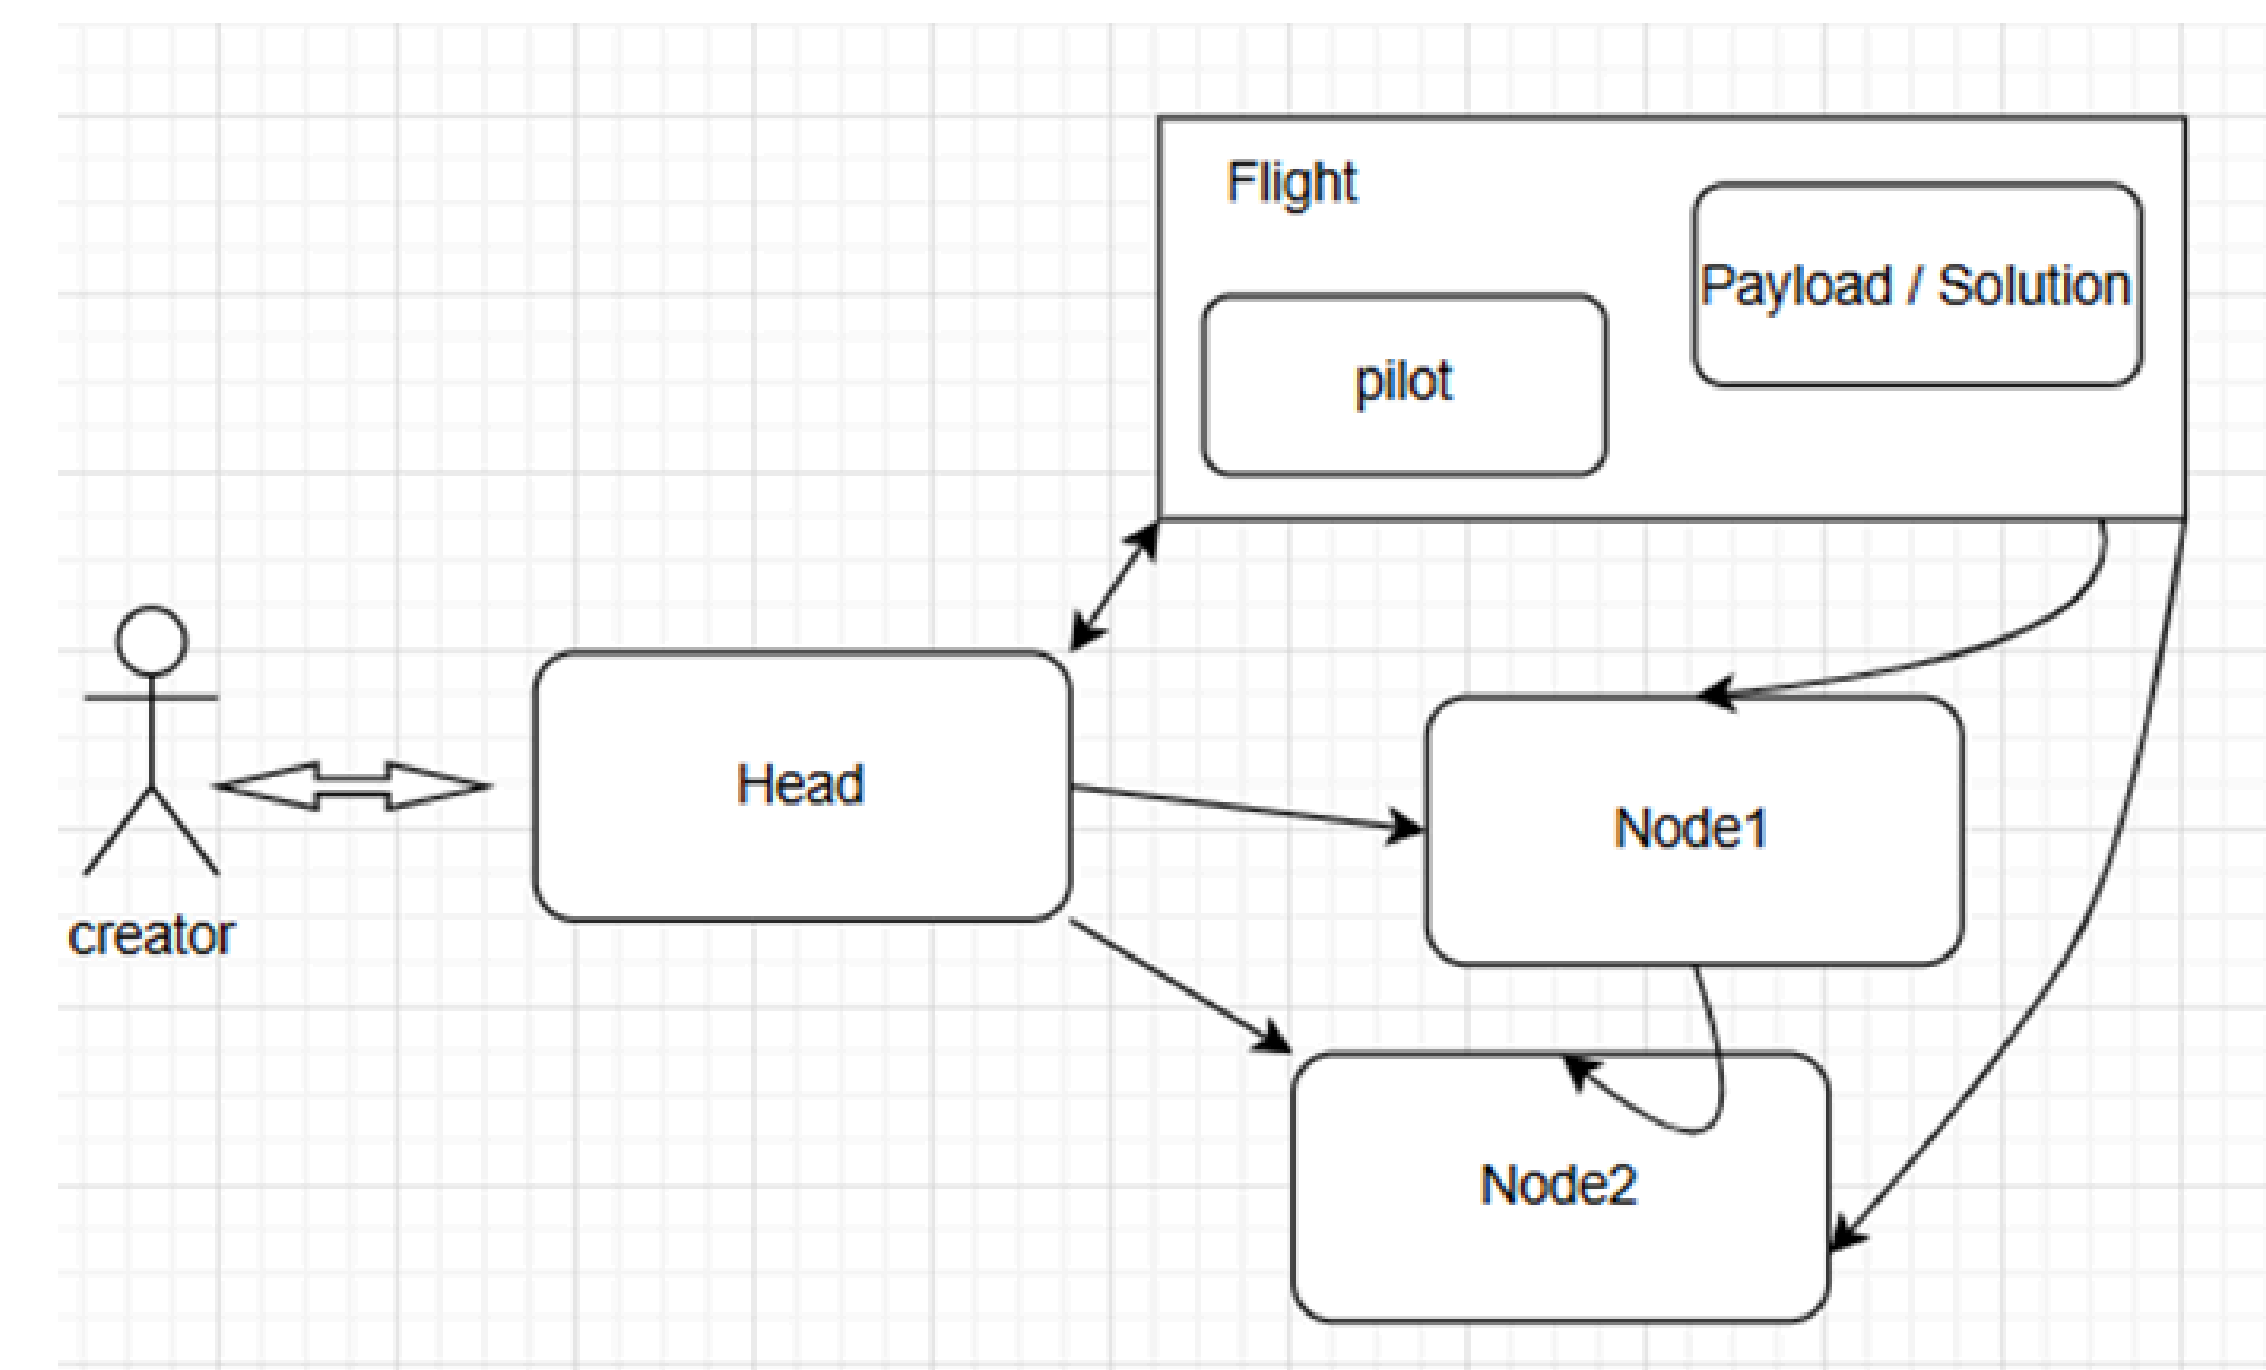 Flight
Payload / Solution
pilot
Head
Node1
creator
Node2